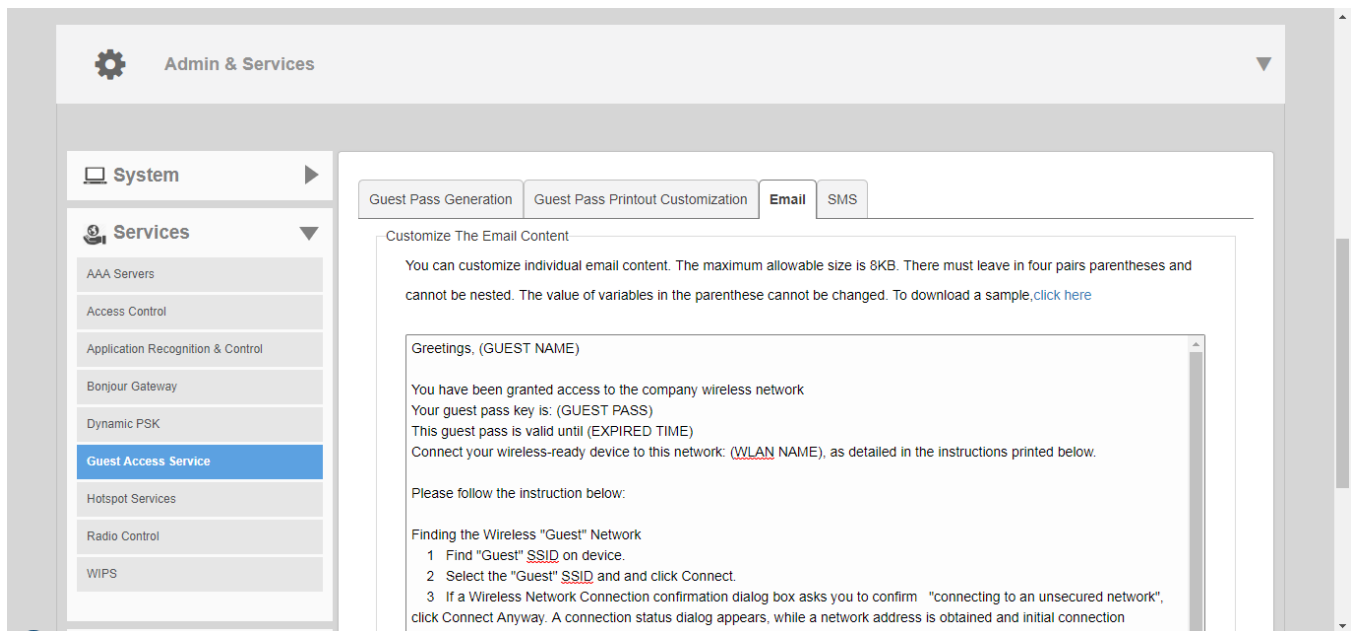 Admin & Services
System
Services
AAA Servers
Access Control
Application Recognition & Control
Bonjour Gateway
Dynamic PSK
Guest Access Service
Hotspot Services
Radio Control
WIPS
Guest Pass Generation
Guest Pass Printout Customization
Email
SMS
Customize The Email Content
You can customize individual email content. The maximum allowable size is 8KB. There must leave in four pairs parentheses and
cannot be nested. The value of variables in the parenthese cannot be changed. To download a sample,click here
Greetings, (GUEST NAME)
You have been granted access to the company wireless network
Your guest pass key is: (GUEST PASS)
This guest pass is valid until (EXPIRED TIME)
Connect your wireless-ready device to this network: (WLAN NAME), as detailed in the instructions printed below.
Please follow the instruction below:
Finding the Wireless "Guest" Network
1 Find "Guest" SSID on device.
2 Select the "Guest" SSID and and click Connect.
3 If a Wireless Network Connection confirmation dialog box asks you to confirm "connecting to an unsecured network",
click Connect Anyway. A connection status dialog appears, while a network address is obtained and initial connection